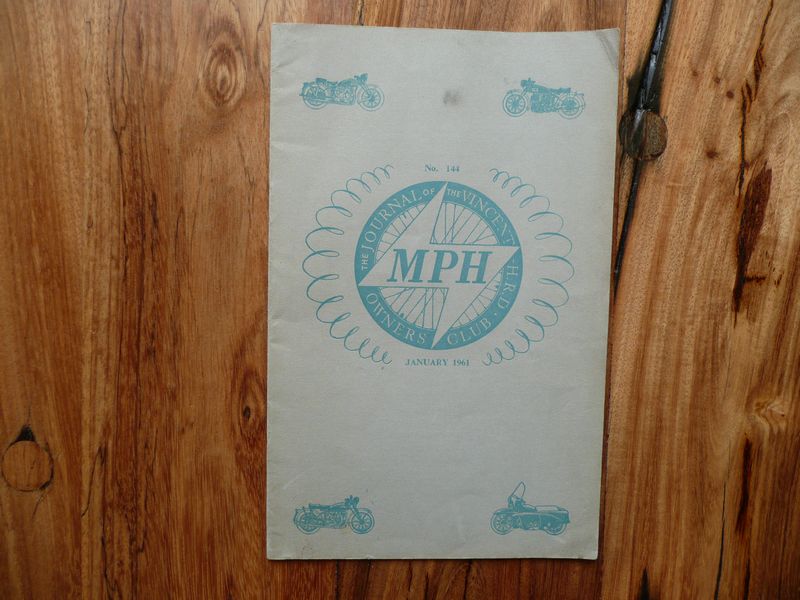 No. 144
THE JOURNAL OF THE VINCENT H.R.D. OWNERS CLUB
MPH
JANUARY 1961